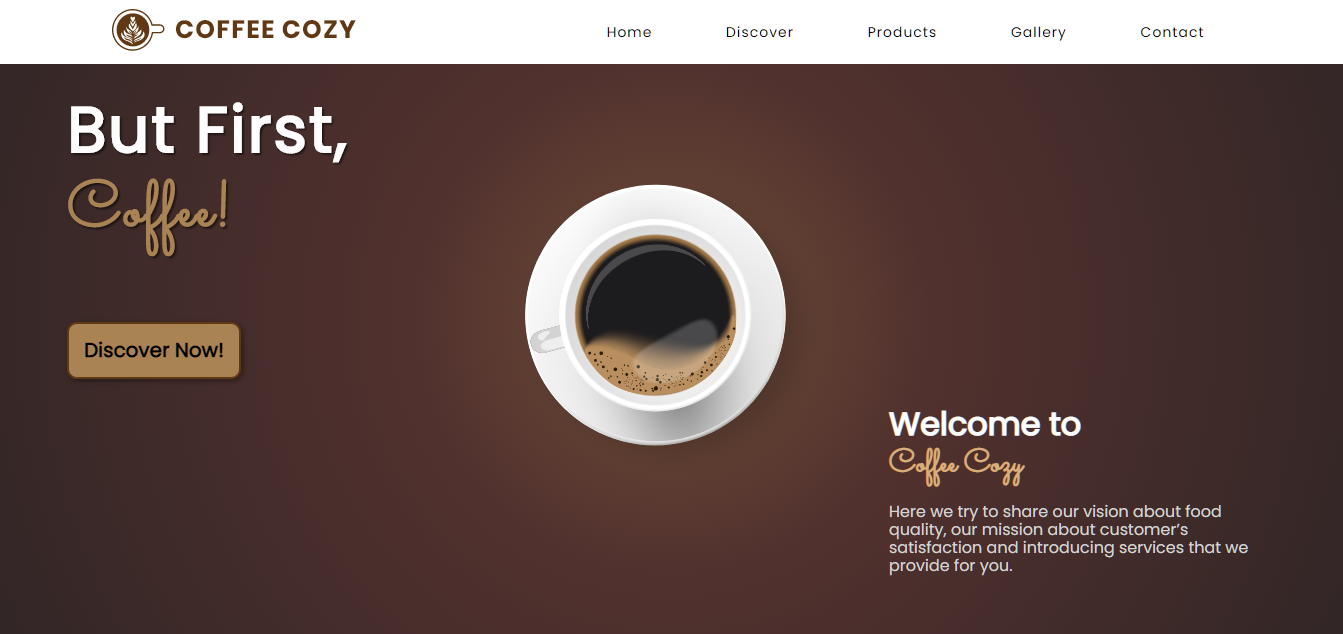 COFFEE COZY
Home Discover Products Gallery Contact
But First,
Coffee!
Discover Now!
Welcome to
Coffee Cozy
Here we try to share our vision about food
quality, our mission about customer’s
satisfaction and introducing services that we
provide for you.